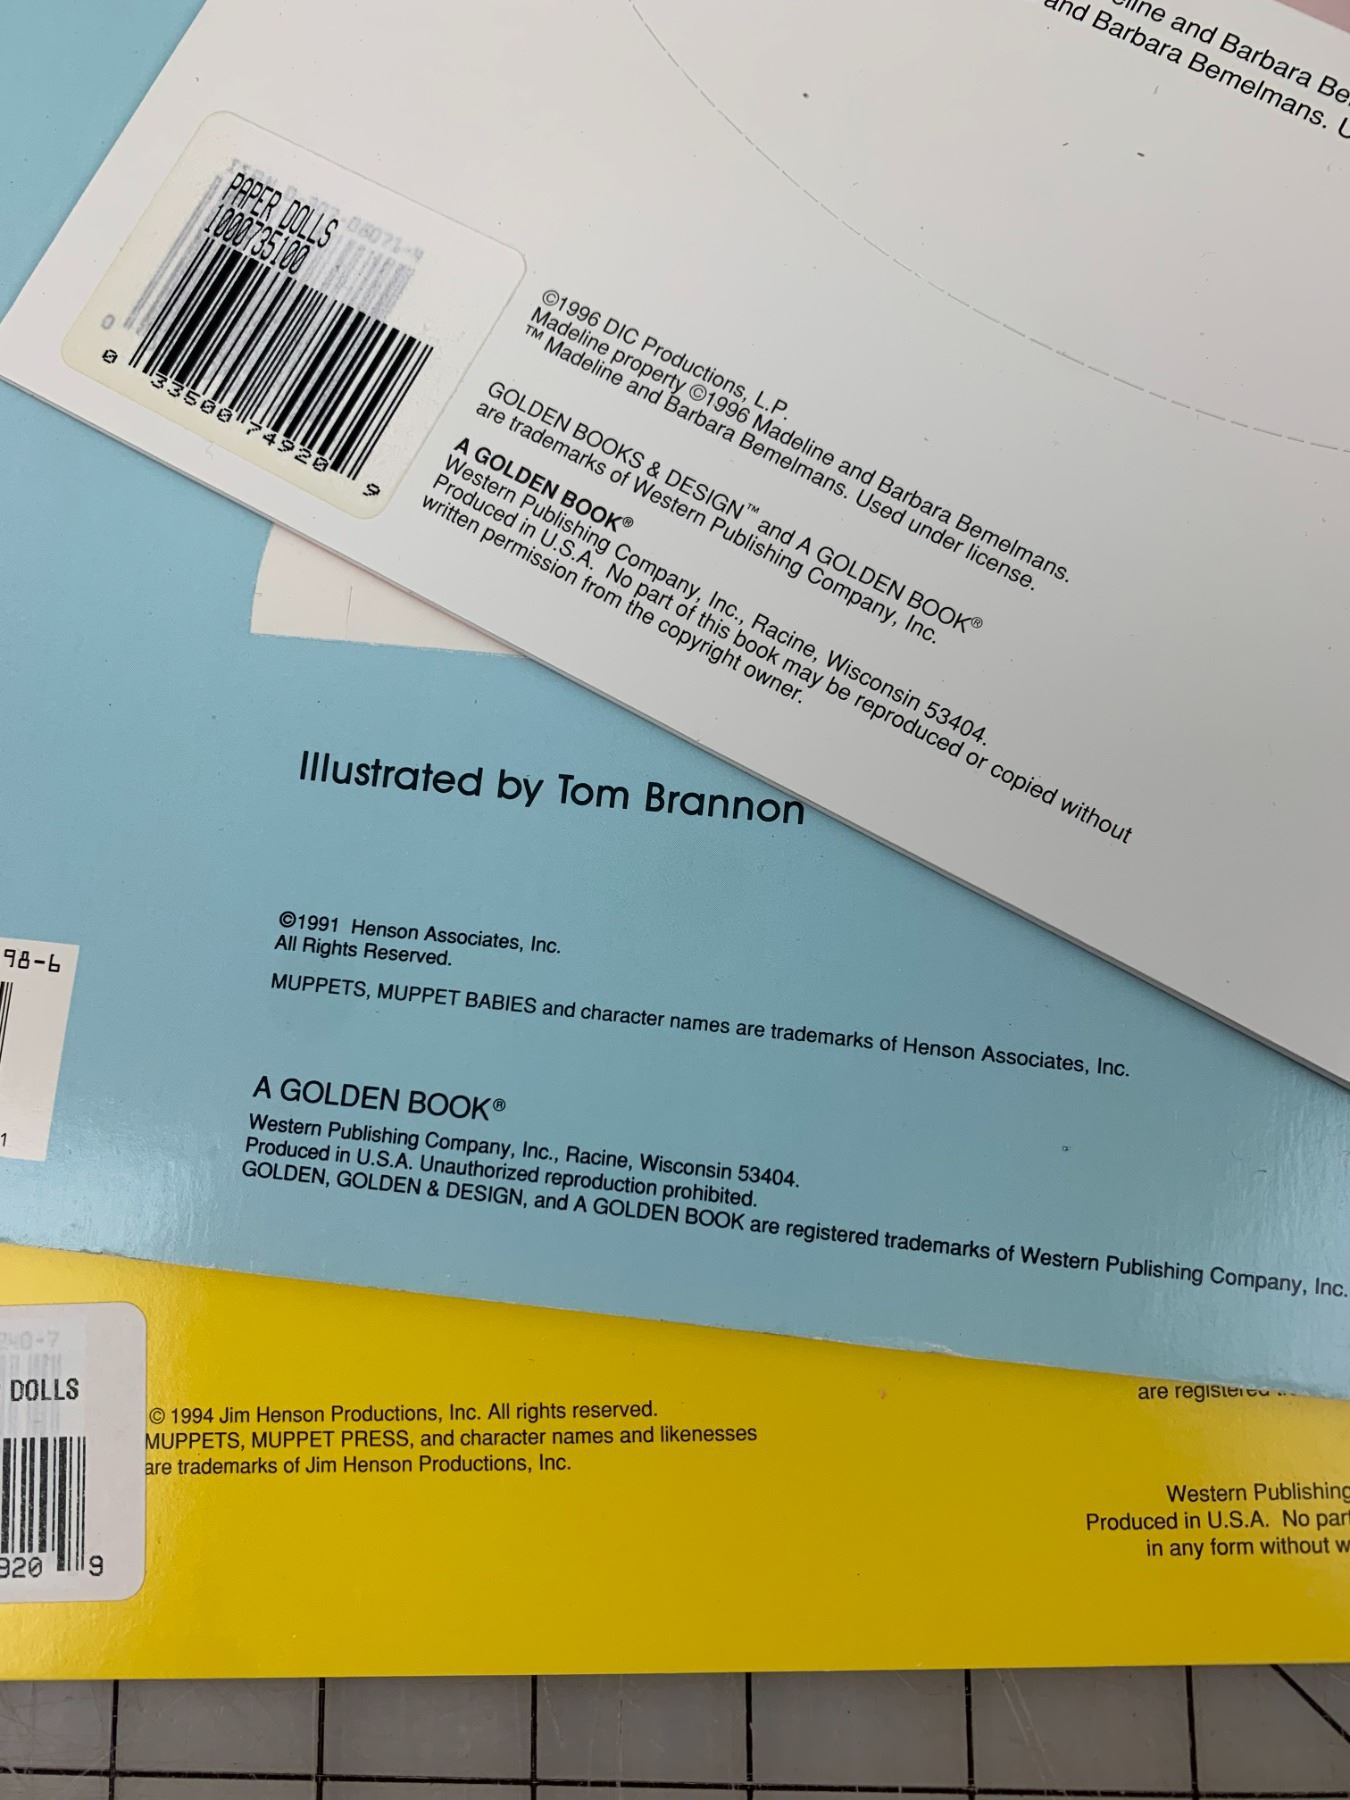 and Barbara Be
and Barbara Bemelmans.
PAPER DOLLS
1000735100
0 33500 74920 9
©1996 DIC Productions, L.P.
Madeline property ©1996 Madeline and Barbara Bemelmans.
™ Madeline and Barbara Bemelmans. Used under license.
GOLDEN BOOKS & DESIGN™ and A GOLDEN BOOK®
are trademarks of Western Publishing Company, Inc.
A GOLDEN BOOK®
Western Publishing Company, Inc., Racine, Wisconsin 53404.
Produced in U.S.A. No part of this book may be reproduced or copied without
written permission from the copyright owner.
Illustrated by Tom Brannon
98-6
1
©1991 Henson Associates, Inc.
All Rights Reserved.
MUPPETS, MUPPET BABIES and character names are trademarks of Henson Associates, Inc.
A GOLDEN BOOK®
Western Publishing Company, Inc., Racine, Wisconsin 53404.
Produced in U.S.A. Unauthorized reproduction prohibited.
GOLDEN, GOLDEN & DESIGN, and A GOLDEN BOOK are registered trademarks of Western Publishing Company, Inc.
DOLLS
920 9
© 1994 Jim Henson Productions, Inc. All rights reserved.
MUPPETS, MUPPET PRESS, and character names and likenesses
are trademarks of Jim Henson Productions, Inc.
are registered
Western Publishing
Produced in U.S.A. No part
in any form without w